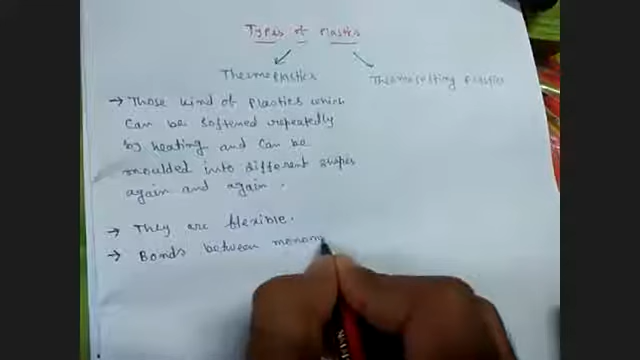 Types of Plastics
Thermoplastics
Thermosetting Plastics
→ Those kind of Plastics which
can be softened repeatedly
by heating and can be
moulded into different shapes
again and again.
→ They are flexible.
→ Bonds between monom